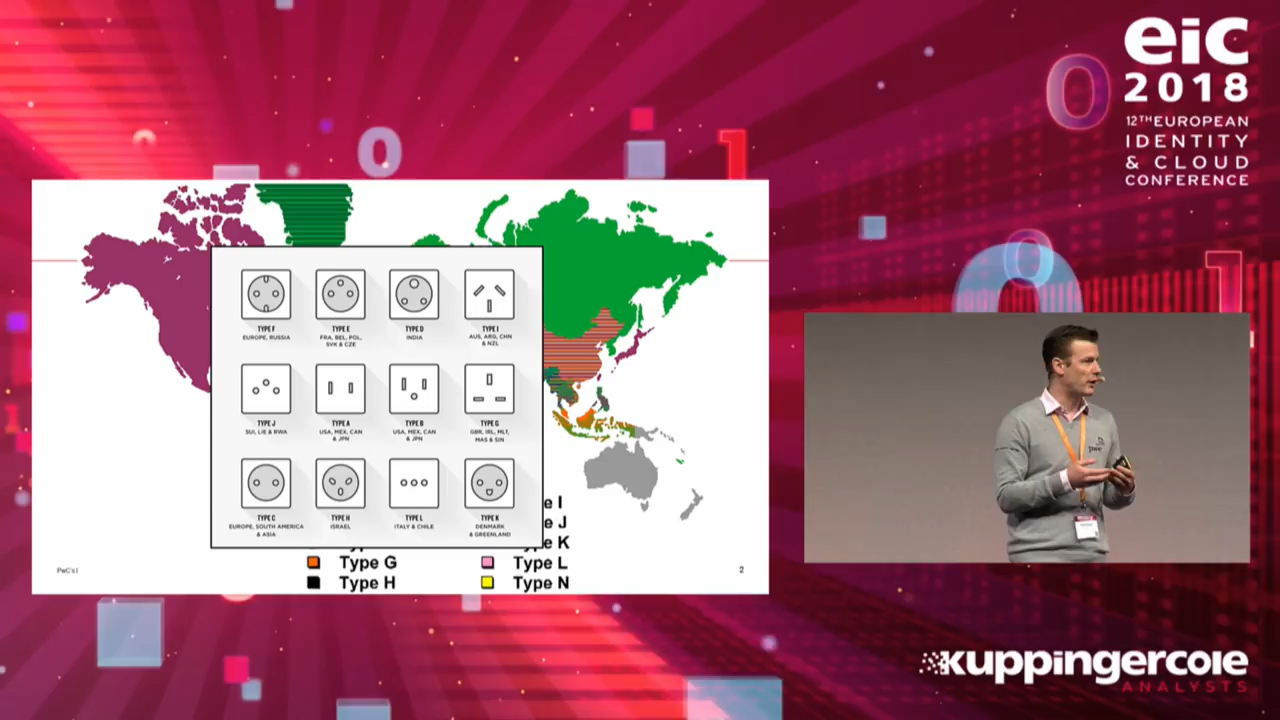 eic
2018
12TH EUROPEAN
IDENTITY
& CLOUD
CONFERENCE
TYPE F
EUROPE, RUSSIA
TYPE E
FRA, BEL, POL,
SVK & CZE
TYPE D
INDIA
TYPE I
AUS, ARG, CHN
& NZL
TYPE J
SUI, LIE & RWA
TYPE A
USA, MEX, CAN
& JPN
TYPE B
USA, MEX, CAN
& JPN
TYPE G
GBR, IRL, MLT,
MAS & SIN
TYPE C
EUROPE, SOUTH AMERICA
& ASIA
TYPE H
ISRAEL
TYPE L
ITALY & CHILE
TYPE K
DENMARK
& GREENLAND
e I
e J
K
Type G
Type L
Type H
Type N
PwC's I
2
pwc
kuppingercole
ANALYSTS